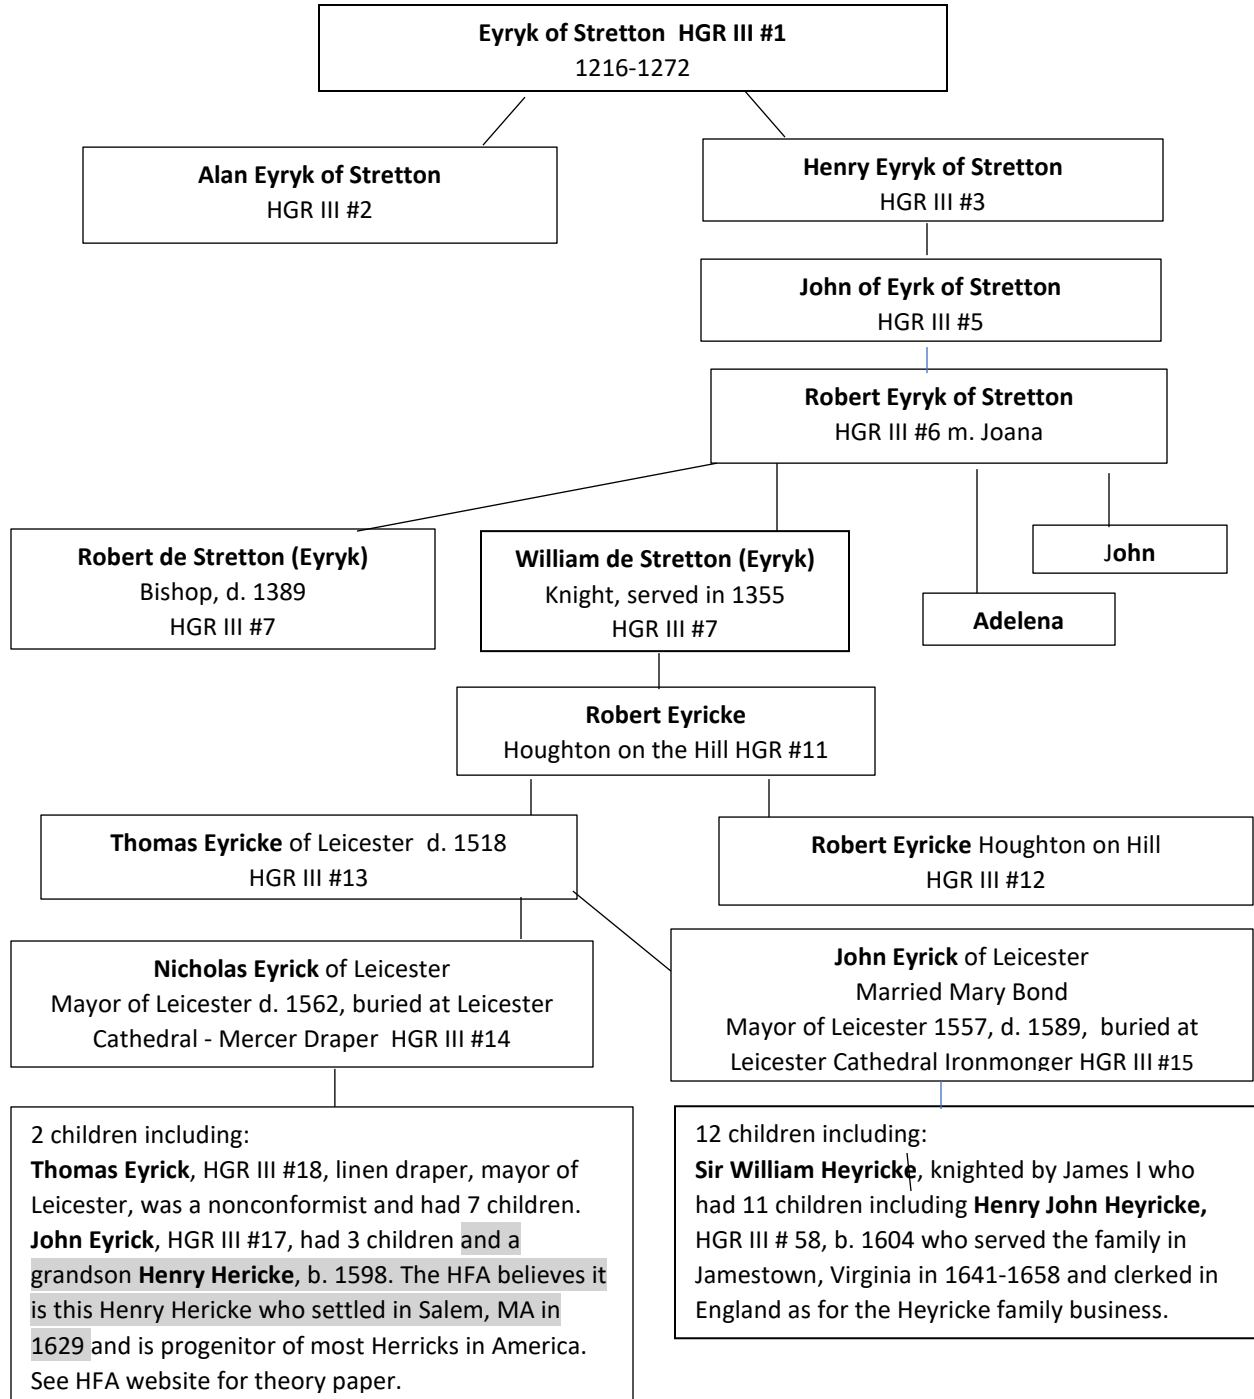 Eyryk of Stretton HGR III #1
1216-1272
Alan Eyryk of Stretton
HGR III #2
Henry Eyryk of Stretton
HGR III #3
John of Eyrk of Stretton
HGR III #5
Robert Eyryk of Stretton
HGR III #6 m. Joana
Robert de Stretton (Eyryk)
Bishop, d. 1389
HGR III #7
William de Stretton (Eyryk)
Knight, served in 1355
HGR III #7
Adelena
John
Robert Eyricke
Houghton on the Hill HGR #11
Thomas Eyricke of Leicester d. 1518
HGR III #13
Robert Eyricke Houghton on Hill
HGR III #12
Nicholas Eyrick of Leicester
Mayor of Leicester d. 1562, buried at Leicester
Cathedral - Mercer Draper HGR III #14
John Eyrick of Leicester
Married Mary Bond
Mayor of Leicester 1557, d. 1589, buried at
Leicester Cathedral Ironmonger HGR III #15
2 children including:
Thomas Eyrick, HGR III #18, linen draper, mayor of
Leicester, was a nonconformist and had 7 children.
John Eyrick, HGR III #17, had 3 children and a
grandson Henry Hericke, b. 1598. The HFA believes it
is this Henry Hericke who settled in Salem, MA in
1629 and is progenitor of most Herricks in America.
See HFA website for theory paper.
12 children including:
Sir William Heyricke, knighted by James I who
had 11 children including Henry John Heyricke,
HGR III # 58, b. 1604 who served the family in
Jamestown, Virginia in 1641-1658 and clerked in
England as for the Heyricke family business.